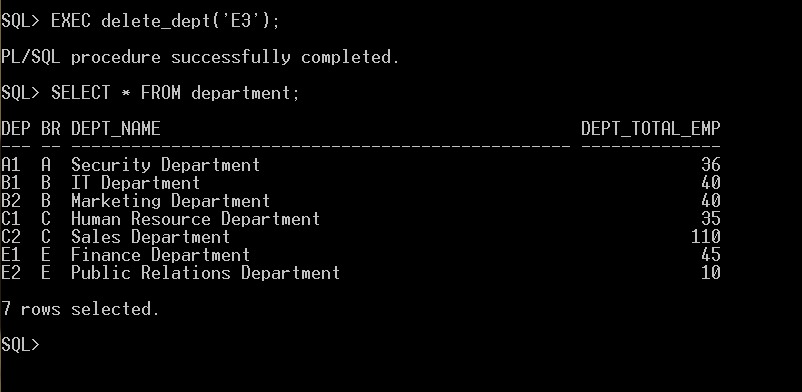 SQL> EXEC delete_dept('E3');
PL/SQL procedure successfully completed.
SQL> SELECT * FROM department;
DEP BR DEPT_NAME                                          DEPT_TOTAL_EMP
--- -- -------------------------------------------------- --------------
A1  A  Security Department                                            36
B1  B  IT Department                                                  40
B2  B  Marketing Department                                           40
C1  C  Human Resource Department                                      35
C2  C  Sales Department                                              110
E1  E  Finance Department                                             45
E2  E  Public Relations Department                                    10
7 rows selected.
SQL>